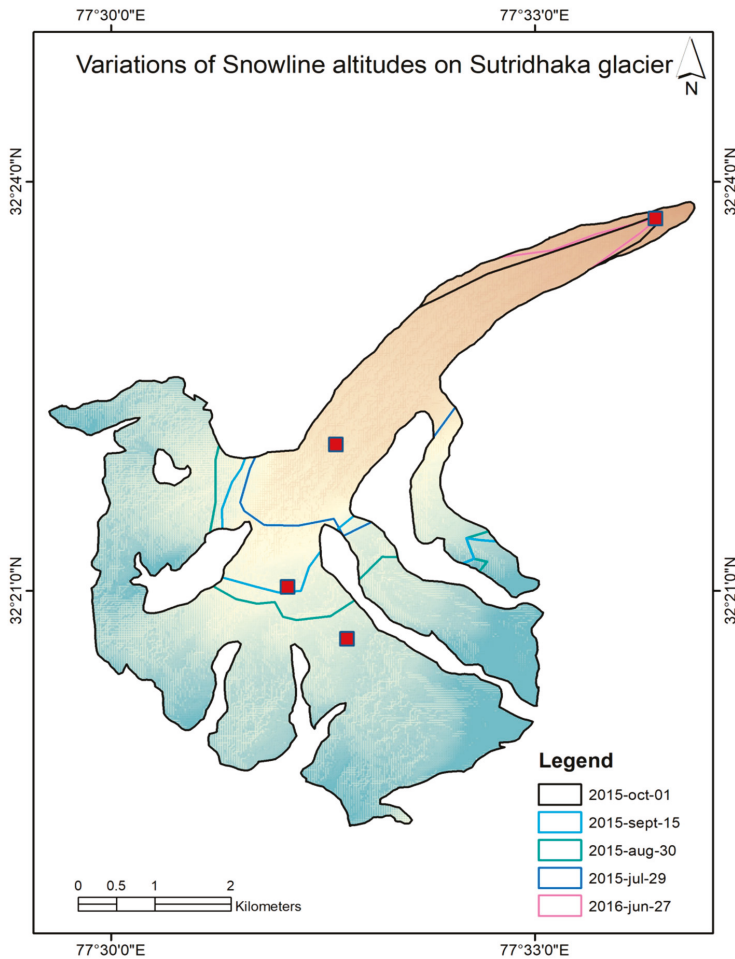 77°30'0"E
77°33'0"E
Variations of Snowline altitudes on Sutridhaka glacier
N
32°24'0"N
32°24'0"N
32°21'0"N
32°21'0"N
Legend
2015-oct-01
2015-sept-15
2015-aug-30
2015-jul-29
2016-jun-27
0 0.5 1 2
Kilometers
77°30'0"E
77°33'0"E